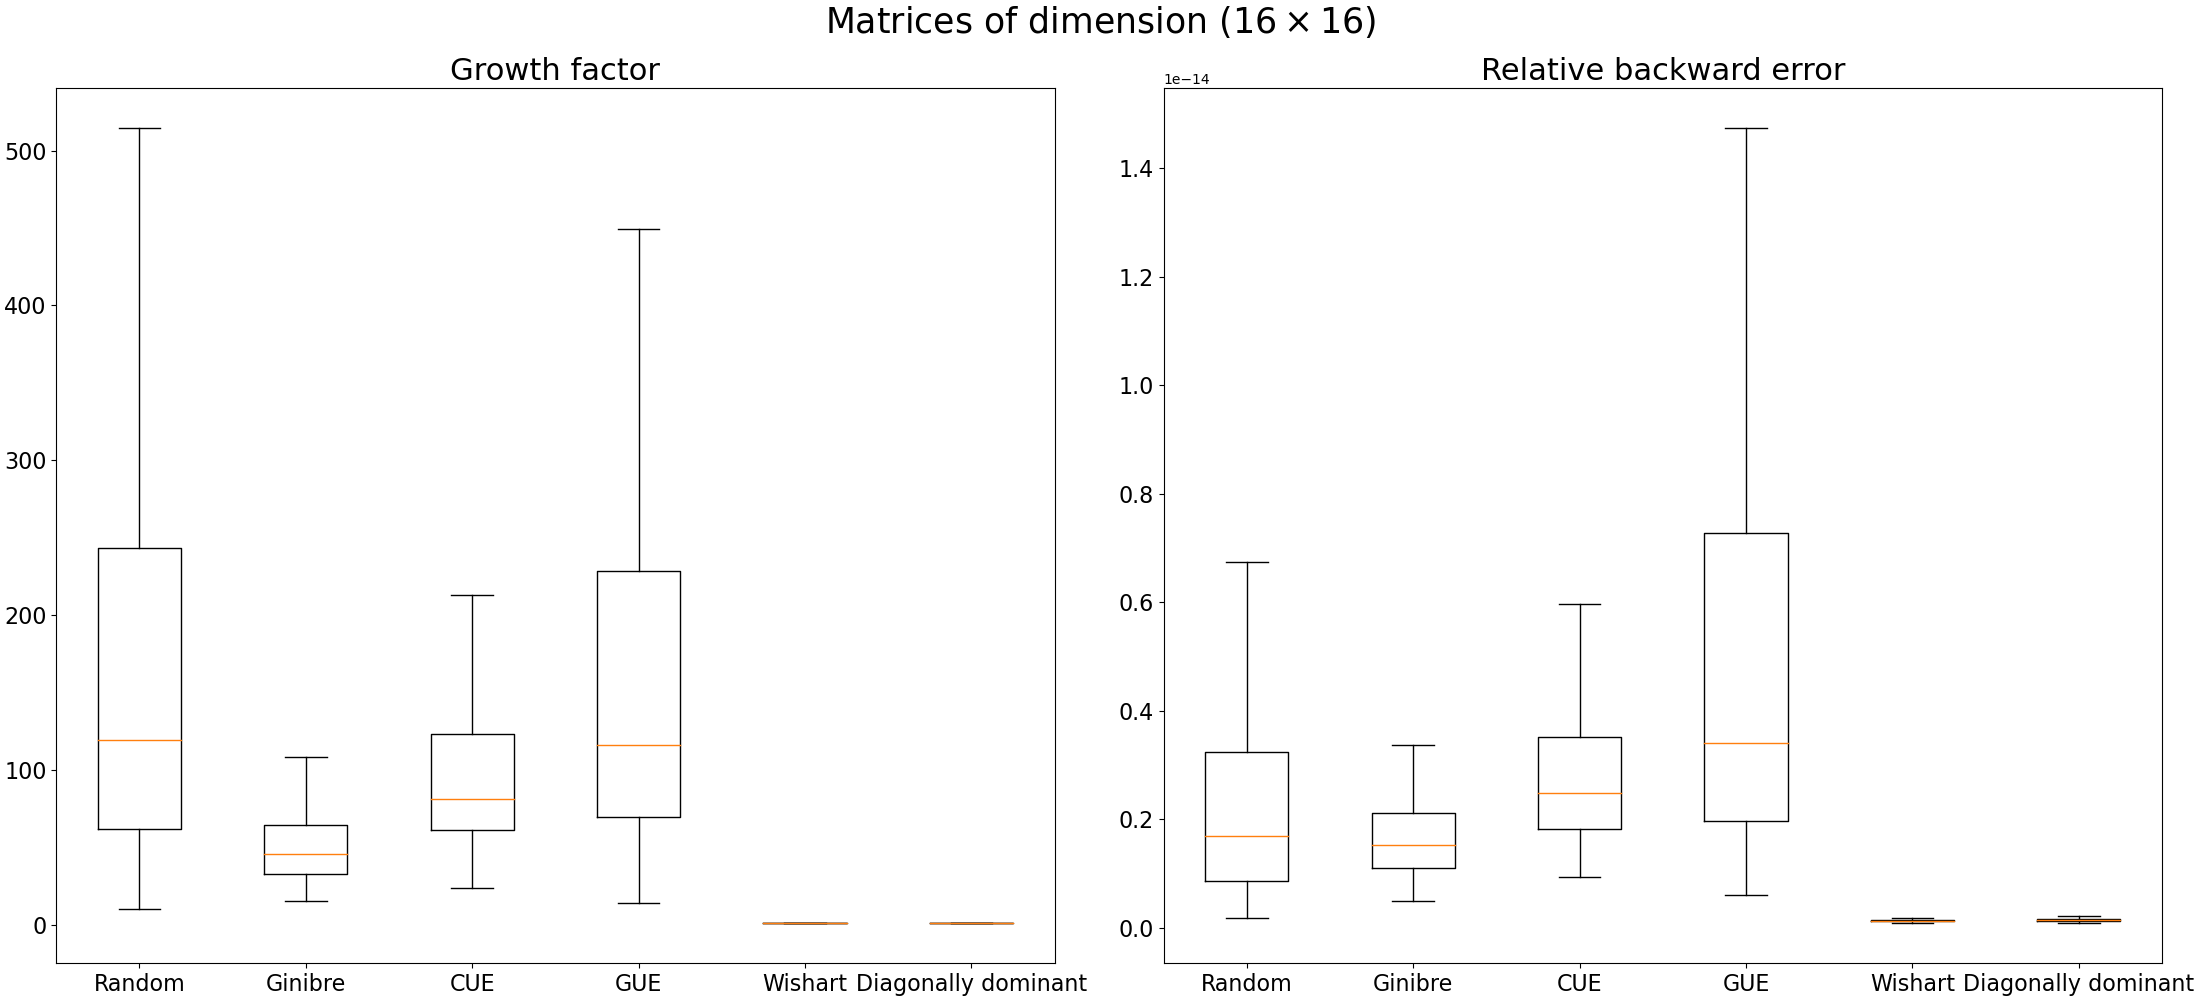 Matrices of dimension (16 × 16)
Growth factor
500
400
300
200
100
0
Random Ginibre CUE GUE Wishart Diagonally dominant
Relative backward error
1e−14
1.4
1.2
1.0
0.8
0.6
0.4
0.2
0.0
Random Ginibre CUE GUE Wishart Diagonally dominant